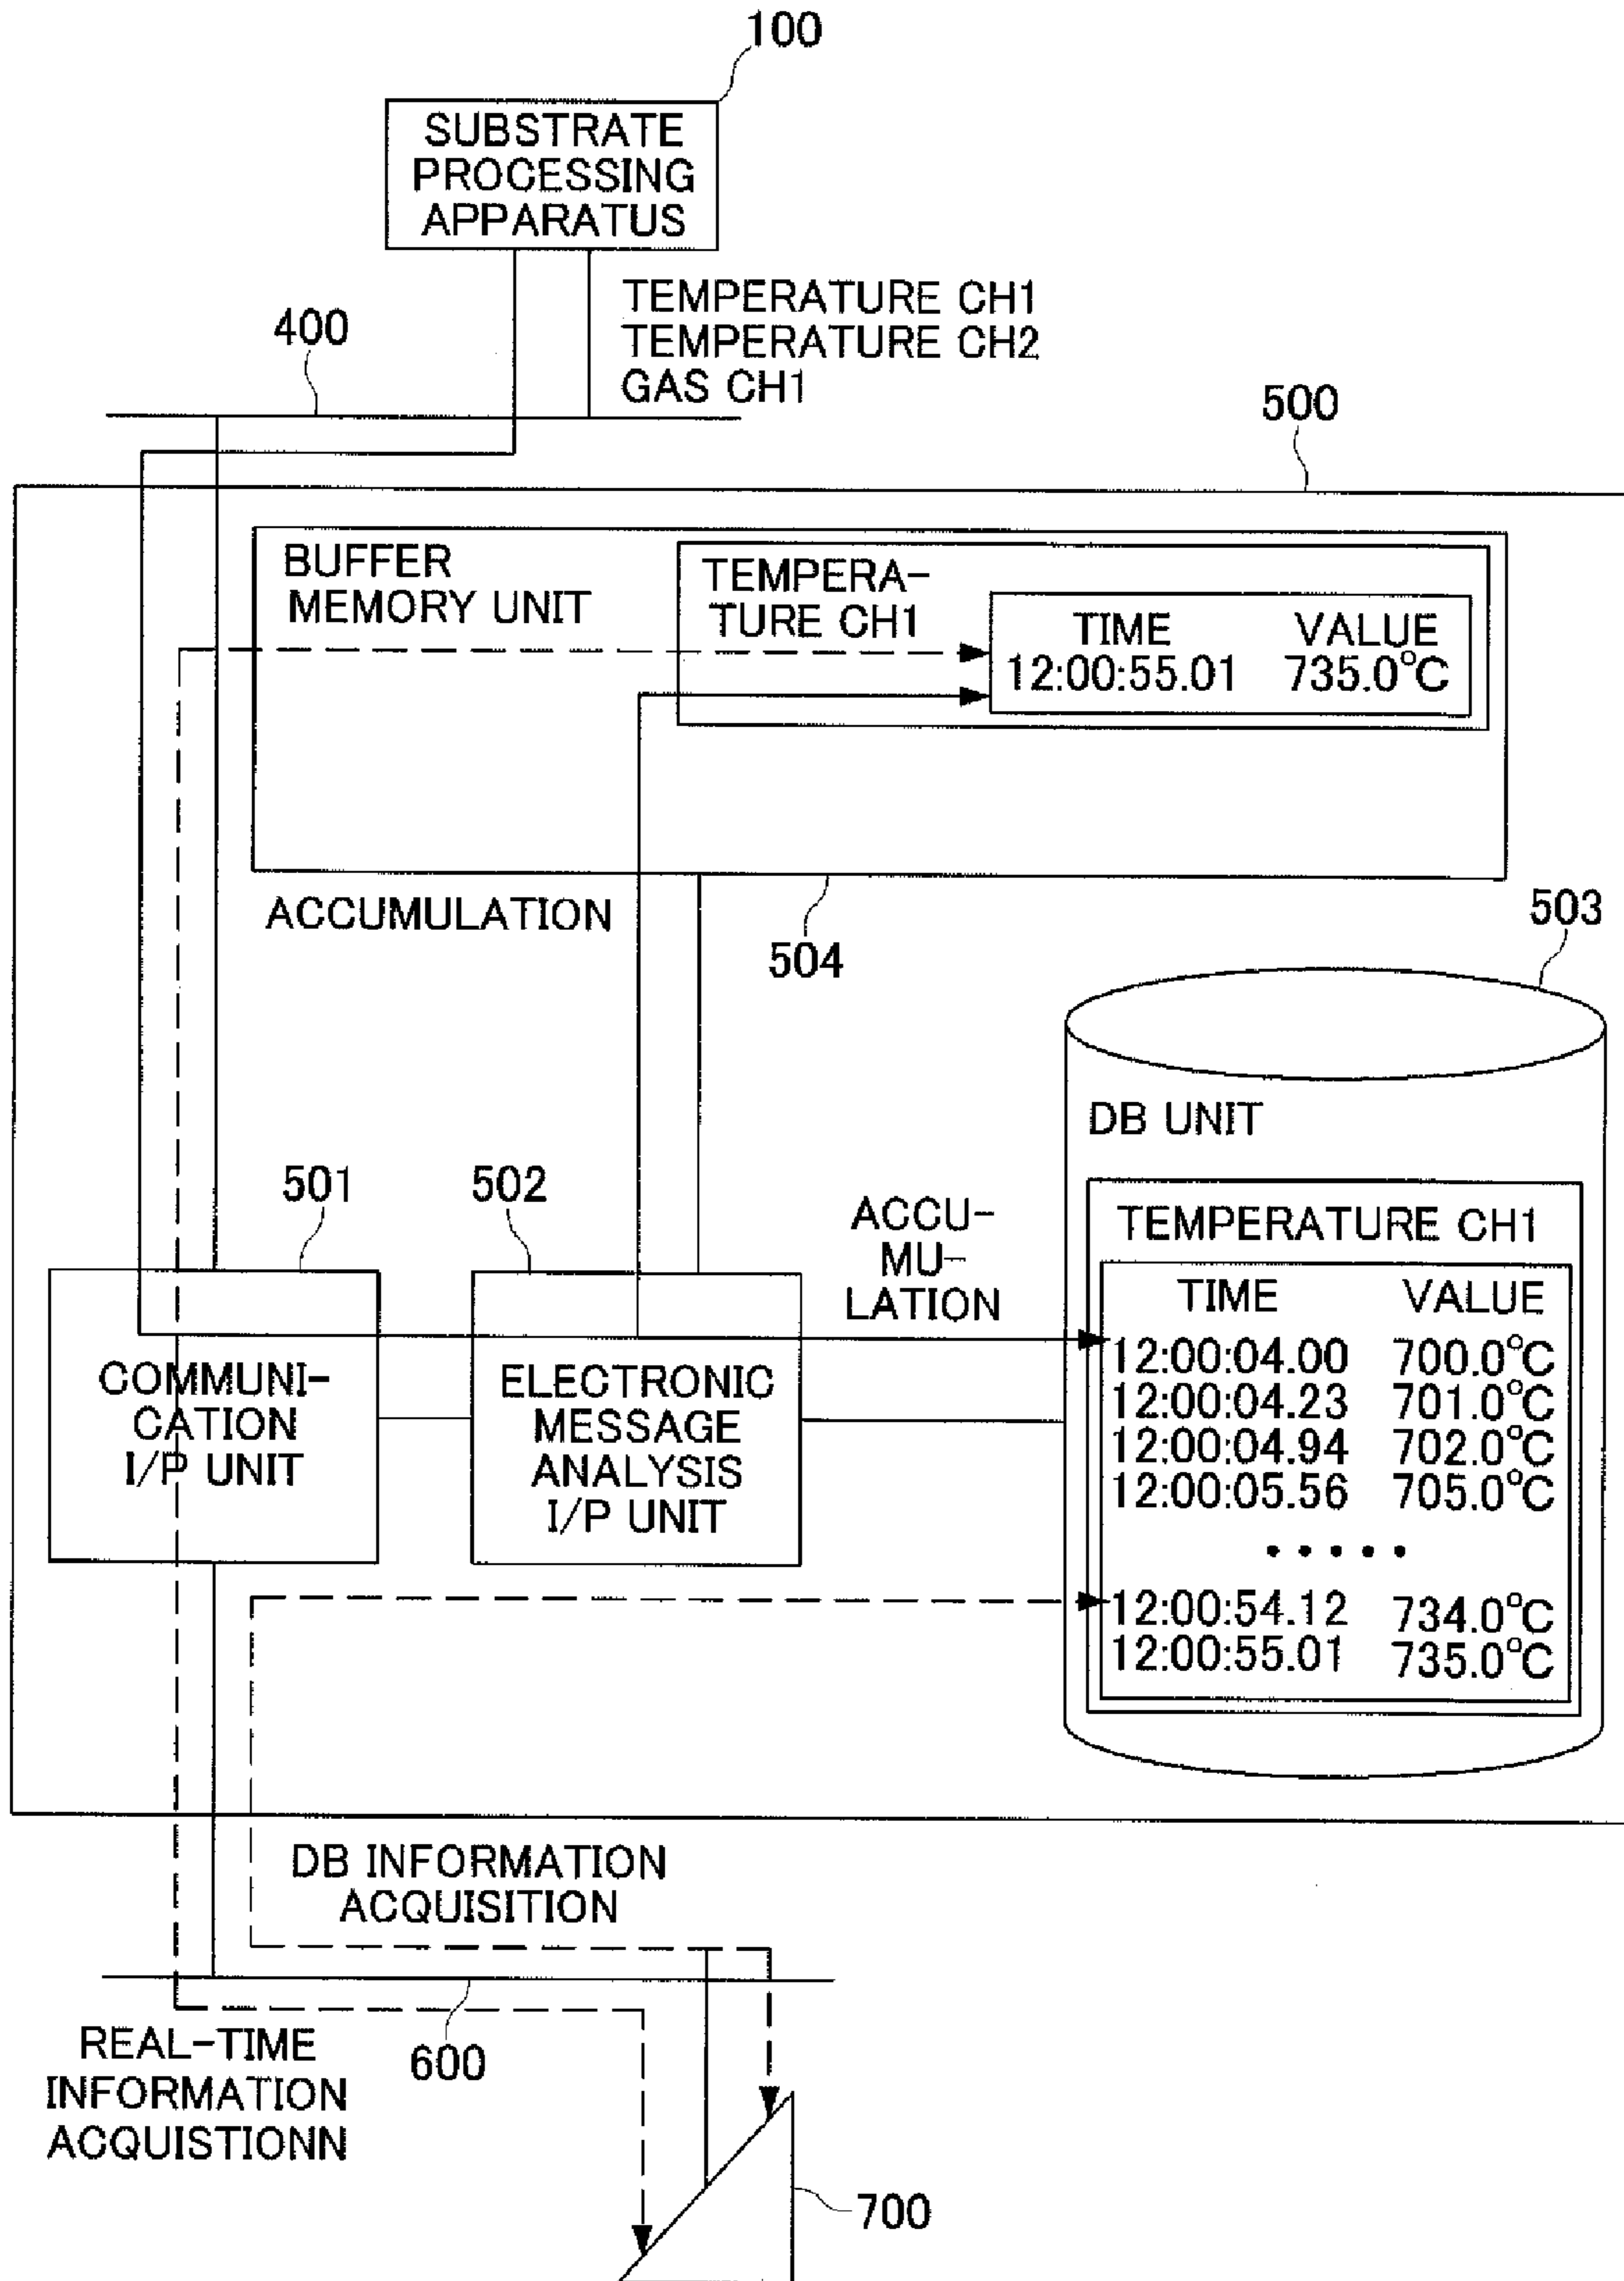 100
SUBSTRATE
PROCESSING
APPARATUS
TEMPERATURE CH1
TEMPERATURE CH2
GAS CH1
400
500
BUFFER
MEMORY UNIT
TEMPERA-
TURE CH1
TIME VALUE
12:00:55.01 735.0°C
ACCUMULATION
504
503
DB UNIT
501
502
ACCU-
MU-
LATION
TEMPERATURE CH1
TIME VALUE
12:00:04.00 700.0°C
12:00:04.23 701.0°C
12:00:04.94 702.0°C
12:00:05.56 705.0°C
•••••
12:00:54.12 734.0°C
12:00:55.01 735.0°C
COMMUNI-
CATION
I/P UNIT
ELECTRONIC
MESSAGE
ANALYSIS
I/P UNIT
DB INFORMATION
ACQUISITION
REAL-TIME
INFORMATION
ACQUISTIONN
600
700